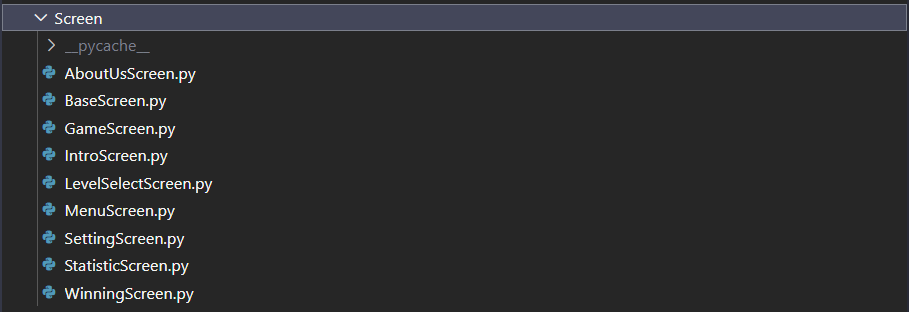 Screen
__pycache__
AboutUsScreen.py
BaseScreen.py
GameScreen.py
IntroScreen.py
LevelSelectScreen.py
MenuScreen.py
SettingScreen.py
StatisticScreen.py
WinningScreen.py